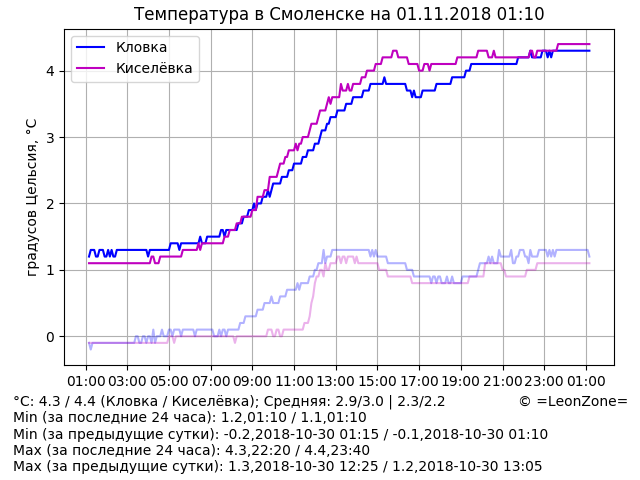 Температура в Смоленске на 01.11.2018 01:10
Кловка
Киселёвка
градусов Цельсия, °C
4
3
2
1
0
01:00 03:00 05:00 07:00 09:00 11:00 13:00 15:00 17:00 19:00 21:00 23:00 01:00
°C: 4.3 / 4.4 (Кловка / Киселёвка); Средняя: 2.9/3.0 | 2.3/2.2 © =LeonZone=
Min (за последние 24 часа): 1.2,01:10 / 1.1,01:10
Min (за предыдущие сутки): -0.2,2018-10-30 01:15 / -0.1,2018-10-30 01:10
Max (за последние 24 часа): 4.3,22:20 / 4.4,23:40
Max (за предыдущие сутки): 1.3,2018-10-30 12:25 / 1.2,2018-10-30 13:05